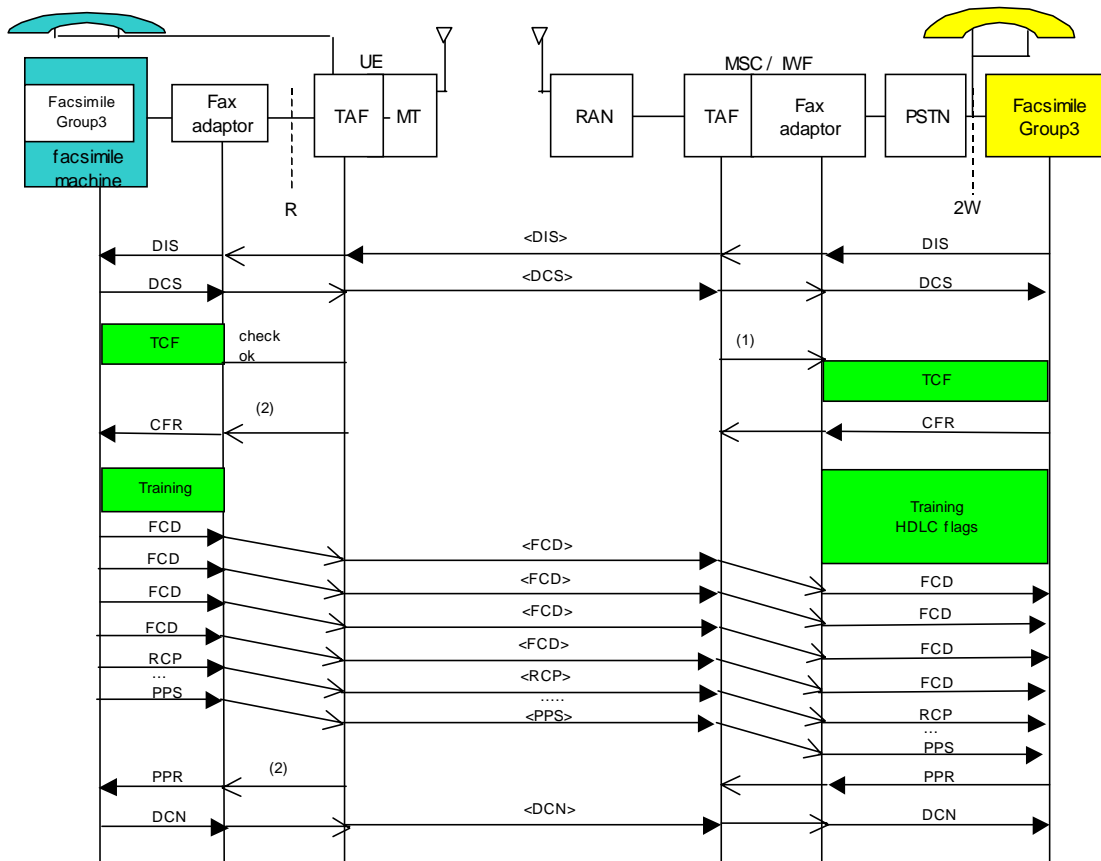 UE
MSC / IWF
Facsimile
Group3
facsimile
machine
Fax
adaptor
TAF
MT
RAN
TAF
Fax
adaptor
PSTN
Facsimile
Group3
R
2W
DIS
<DIS>
DIS
DCS
<DCS>
DCS
TCF
check
ok
(1)
TCF
CFR
(2)
CFR
Training
Training
HDLC flags
FCD
<FCD>
FCD
FCD
<FCD>
FCD
FCD
<FCD>
FCD
FCD
<FCD>
FCD
RCP
...
<RCP>
.....
RCP
...
PPS
<PPS>
PPS
PPR
(2)
PPR
DCN
<DCN>
DCN